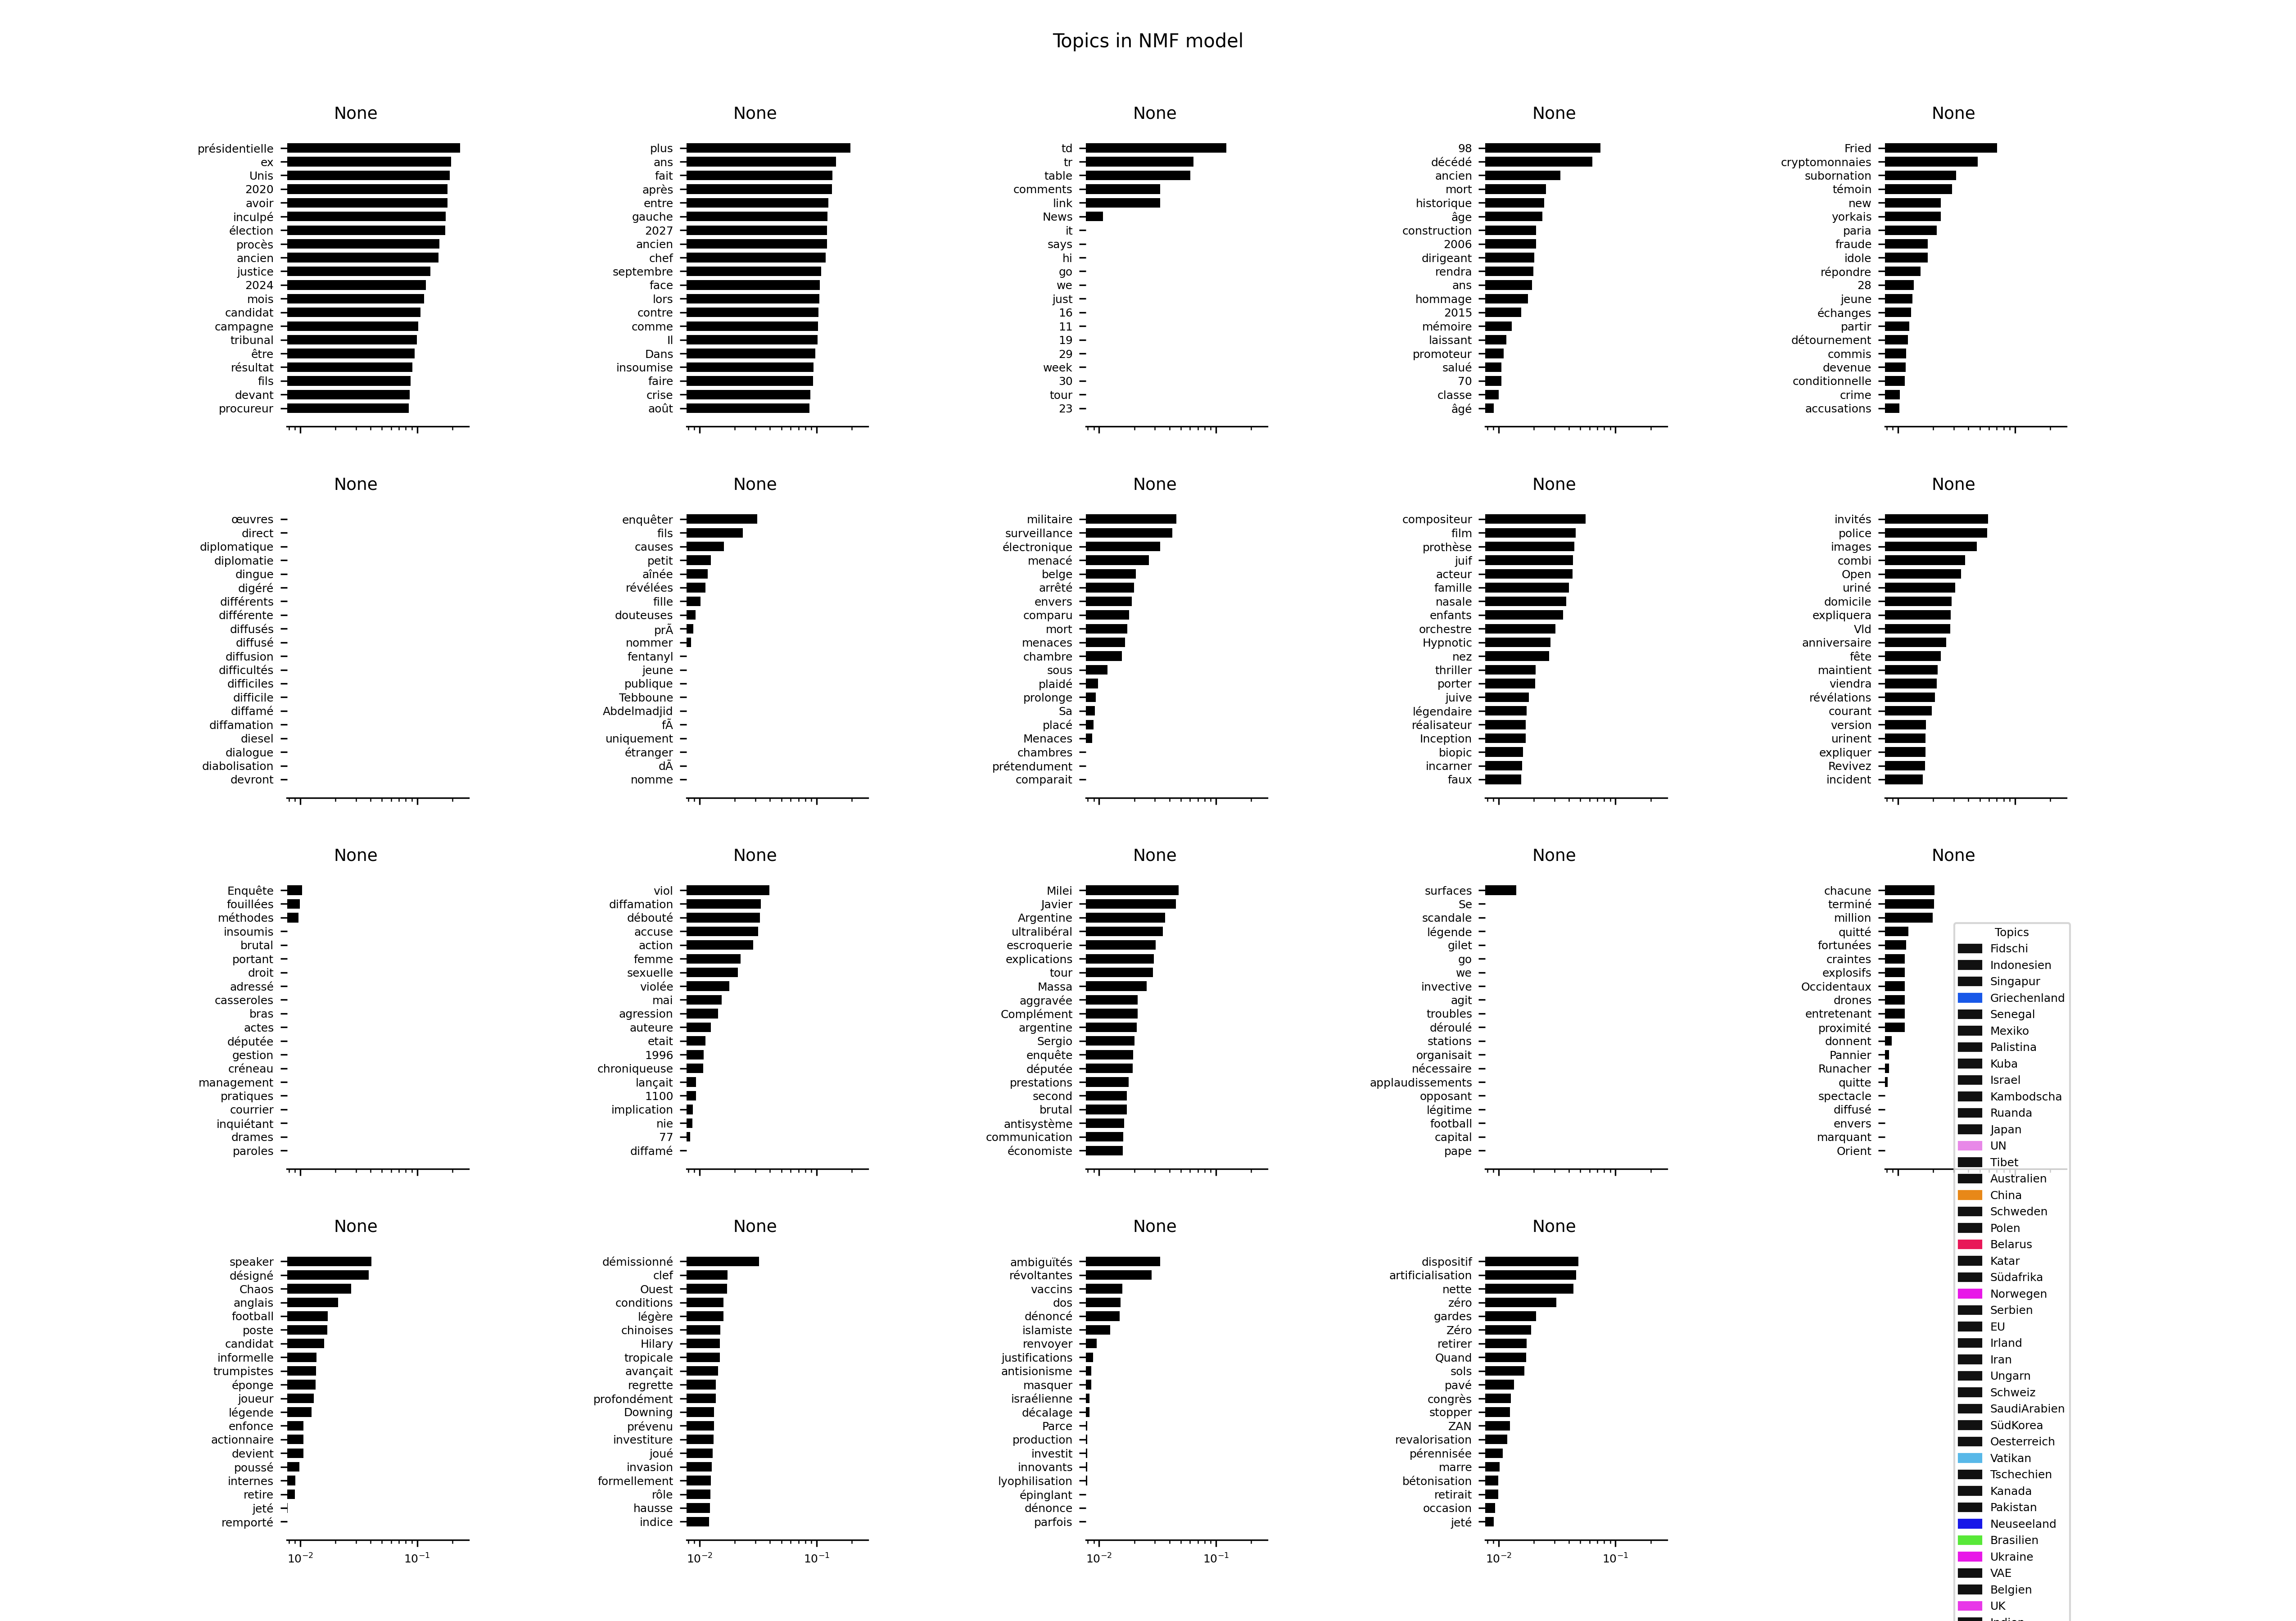 Topics in NMF model
None
présidentielle
ex
Unis
2020
avoir
inculpé
élection
procès
ancien
justice
2024
mois
candidat
campagne
tribunal
être
résultat
fils
devant
procureur
None
plus
ans
fait
après
entre
gauche
2027
ancien
chef
septembre
face
lors
contre
comme
Il
Dans
insoumise
faire
crise
août
None
td
tr
table
comments
link
News
it
says
hi
go
we
just
16
11
19
29
week
30
tour
23
None
98
décédé
ancien
mort
historique
âge
construction
2006
dirigeant
rendra
ans
hommage
2015
mémoire
laissant
promoteur
salué
70
classe
âgé
None
Fried
cryptomonnaies
subornation
témoin
new
yorkais
paria
fraude
idole
répondre
28
jeune
échanges
partir
détournement
commis
devenue
conditionnelle
crime
accusations
None
œuvres
direct
diplomatique
diplomatie
dingue
digéré
différents
différente
diffusés
diffusé
diffusion
difficultés
difficiles
difficile
diffamé
diffamation
diesel
dialogue
diabolisation
devront
None
enquêter
fils
causes
petit
aînée
révélées
fille
douteuses
prÃ
nommer
fentanyl
jeune
publique
Tebboune
Abdelmadjid
fÃ
uniquement
étranger
dÃ
nomme
None
militaire
surveillance
électronique
menacé
belge
arrêté
envers
comparu
mort
menaces
chambre
sous
plaidé
prolonge
Sa
placé
Menaces
chambres
prétendument
comparait
None
compositeur
film
prothèse
juif
acteur
famille
nasale
enfants
orchestre
Hypnotic
nez
thriller
porter
juive
légendaire
réalisateur
Inception
biopic
incarner
faux
None
invités
police
images
combi
Open
uriné
domicile
expliquera
Vld
anniversaire
fête
maintient
viendra
révélations
courant
version
urinent
expliquer
Revivez
incident
None
Enquête
fouillées
méthodes
insoumis
brutal
portant
droit
adressé
casseroles
bras
actes
députée
gestion
créneau
management
pratiques
courrier
inquiétant
drames
paroles
None
viol
diffamation
débouté
accuse
action
femme
sexuelle
violée
mai
agression
auteure
etait
1996
chroniqueuse
lançait
1100
implication
nie
77
diffamé
None
Milei
Javier
Argentine
ultralibéral
escroquerie
explications
tour
Massa
aggravée
Complément
argentine
Sergio
enquête
députée
prestations
second
brutal
antisystème
communication
économiste
None
surfaces
Se
scandale
légende
gilet
go
we
invective
agit
troubles
déroulé
stations
organisait
nécessaire
applaudissements
opposant
légitime
football
capital
pape
None
chacune
terminé
million
quitté
fortunées
craintes
explosifs
Occidentaux
drones
entretenant
proximité
donnent
Pannier
Runacher
quitte
spectacle
diffusé
envers
marquant
Orient
None
speaker
désigné
Chaos
anglais
football
poste
candidat
informelle
trumpistes
éponge
joueur
légende
enfonce
actionnaire
devient
poussé
internes
retire
jeté
remporté
10⁻² 10⁻¹
None
démissionné
clef
Ouest
conditions
légère
chinoises
Hilary
tropicale
avançait
regrette
profondément
Downing
prévenu
investiture
joué
invasion
formellement
rôle
hausse
indice
10⁻² 10⁻¹
None
ambiguïtés
révoltantes
vaccins
dos
dénoncé
islamiste
renvoyer
justifications
antisionisme
masquer
israélienne
décalage
Parce
production
investit
innovants
lyophilisation
épinglant
dénonce
parfois
10⁻² 10⁻¹
None
dispositif
artificialisation
nette
zéro
gardes
Zéro
retirer
Quand
sols
pavé
congrès
stopper
ZAN
revalorisation
pérennisée
marre
bétonisation
retirait
occasion
jeté
10⁻² 10⁻¹
Topics
Fidschi
Indonesien
Singapur
Griechenland
Senegal
Mexiko
Palistina
Kuba
Israel
Kambodscha
Ruanda
Japan
UN
Tibet
Australien
China
Schweden
Polen
Belarus
Katar
Südafrika
Norwegen
Serbien
EU
Irland
Iran
Ungarn
Schweiz
SaudiArabien
SüdKorea
Oesterreich
Vatikan
Tschechien
Kanada
Pakistan
Neuseeland
Brasilien
Ukraine
VAE
Belgien
UK